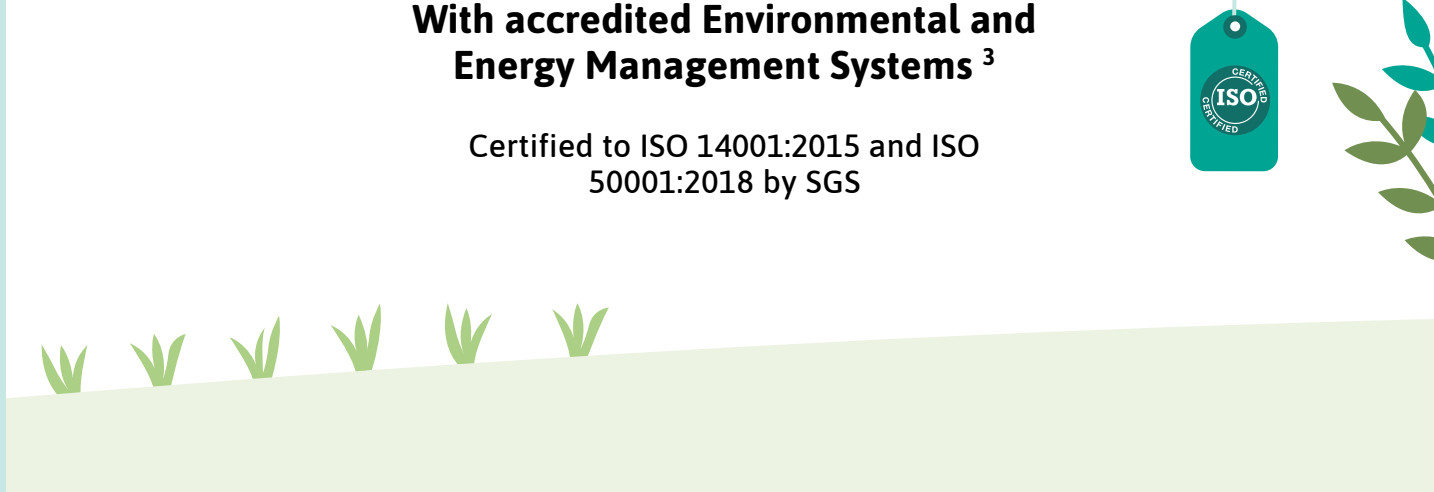 With accredited Environmental and
Energy Management Systems ³
Certified to ISO 14001:2015 and ISO
50001:2018 by SGS
CERTIFIED
ISO
CERTIFIED